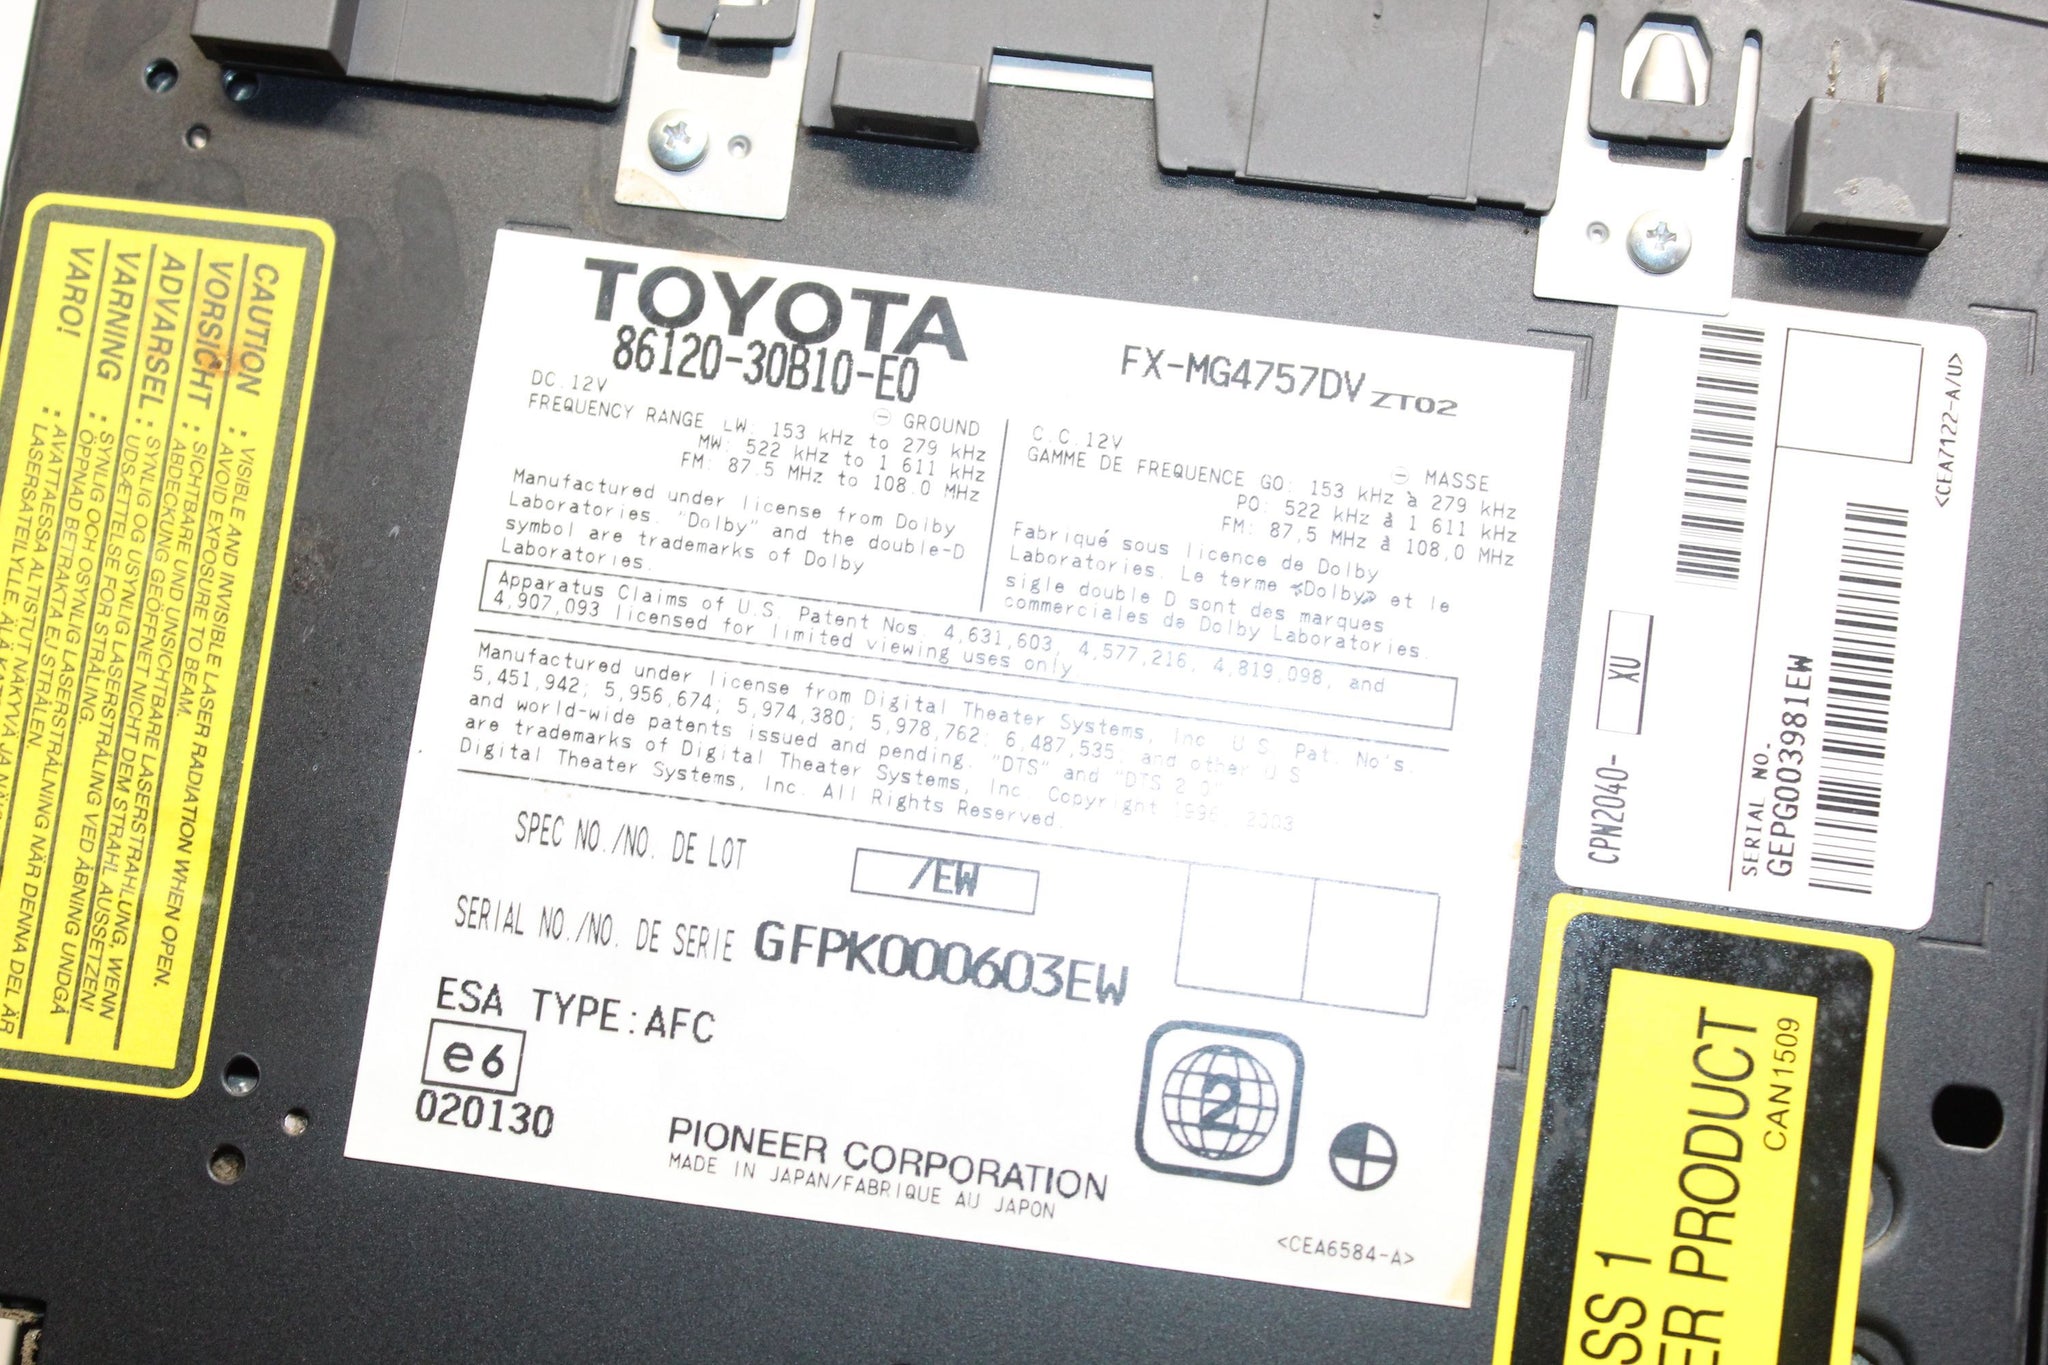 CAUTION : VISIBLE AND INVISIBLE LASER RADIATION WHEN OPEN.
AVOID EXPOSURE TO BEAM.
VORSICHT : SICHTBARE UND UNSICHTBARE LASERSTRAHLUNG, WENN
ABDECKUNG GEÖFFNET NICHT DEM STRAHL AUSSETZEN!
ADVARSEL : SYNLIG OG USYNLIG LASERSTRÅLING VED ÅBNING UNDGÅ
UDSÆTTELSE FOR STRÅLING.
VARNING : SYNLIG OCH OSYNLIG LASERSTRÅLNING NÄR DENNA DEL ÄR
ÖPPNAD BETRAKTA EJ STRÅLEN.
VARO! : AVATTAESSA ALTISTUT NÄKYVÄ JA
LASERSÄTEILYLLE. ÄLÄ
TOYOTA
86120-30B10-E0
FX-MG4757DV ZT02
DC.12V ⊖ GROUND
FREQUENCY RANGE LW: 153 kHz to 279 kHz
MW: 522 kHz to 1 611 kHz
FM: 87.5 MHz to 108.0 MHz
Manufactured under license from Dolby
Laboratories. "Dolby" and the double-D
symbol are trademarks of Dolby
Laboratories.
C.C.12V ⊖ MASSE
GAMME DE FREQUENCE GO: 153 kHz à 279 kHz
PO: 522 kHz à 1 611 kHz
FM: 87,5 MHz à 108,0 MHz
Fabriqué sous licence de Dolby
Laboratories. Le terme «Dolby» et le
sigle double D sont des marques
commerciales de Dolby Laboratories.
Apparatus Claims of U.S. Patent Nos. 4,631,603, 4,577,216, 4,819,098, and
4,907,093 licensed for limited viewing uses only
Manufactured under license from Digital Theater Systems, Inc. U.S. Pat. No's.
5,451,942; 5,956,674; 5,974,380; 5,978,762; 6,487,535; and other U S
and world-wide patents issued and pending. "DTS" and "DTS 2.0"
are trademarks of Digital Theater Systems, Inc. Copyright 1996, 2003
Digital Theater Systems, Inc. All Rights Reserved.
SPEC NO./NO. DE LOT /EW
SERIAL NO./NO. DE SERIE GFPK000603EW
ESA TYPE:AFC
e6
020130
2
PIONEER CORPORATION
MADE IN JAPAN/FABRIQUE AU JAPON
<CEA6584-A>
CPW2040- XU
SERIAL NO.
GEPG003981EW
<CEA7122-A/U>
SS 1
ER PRODUCT
CAN1509